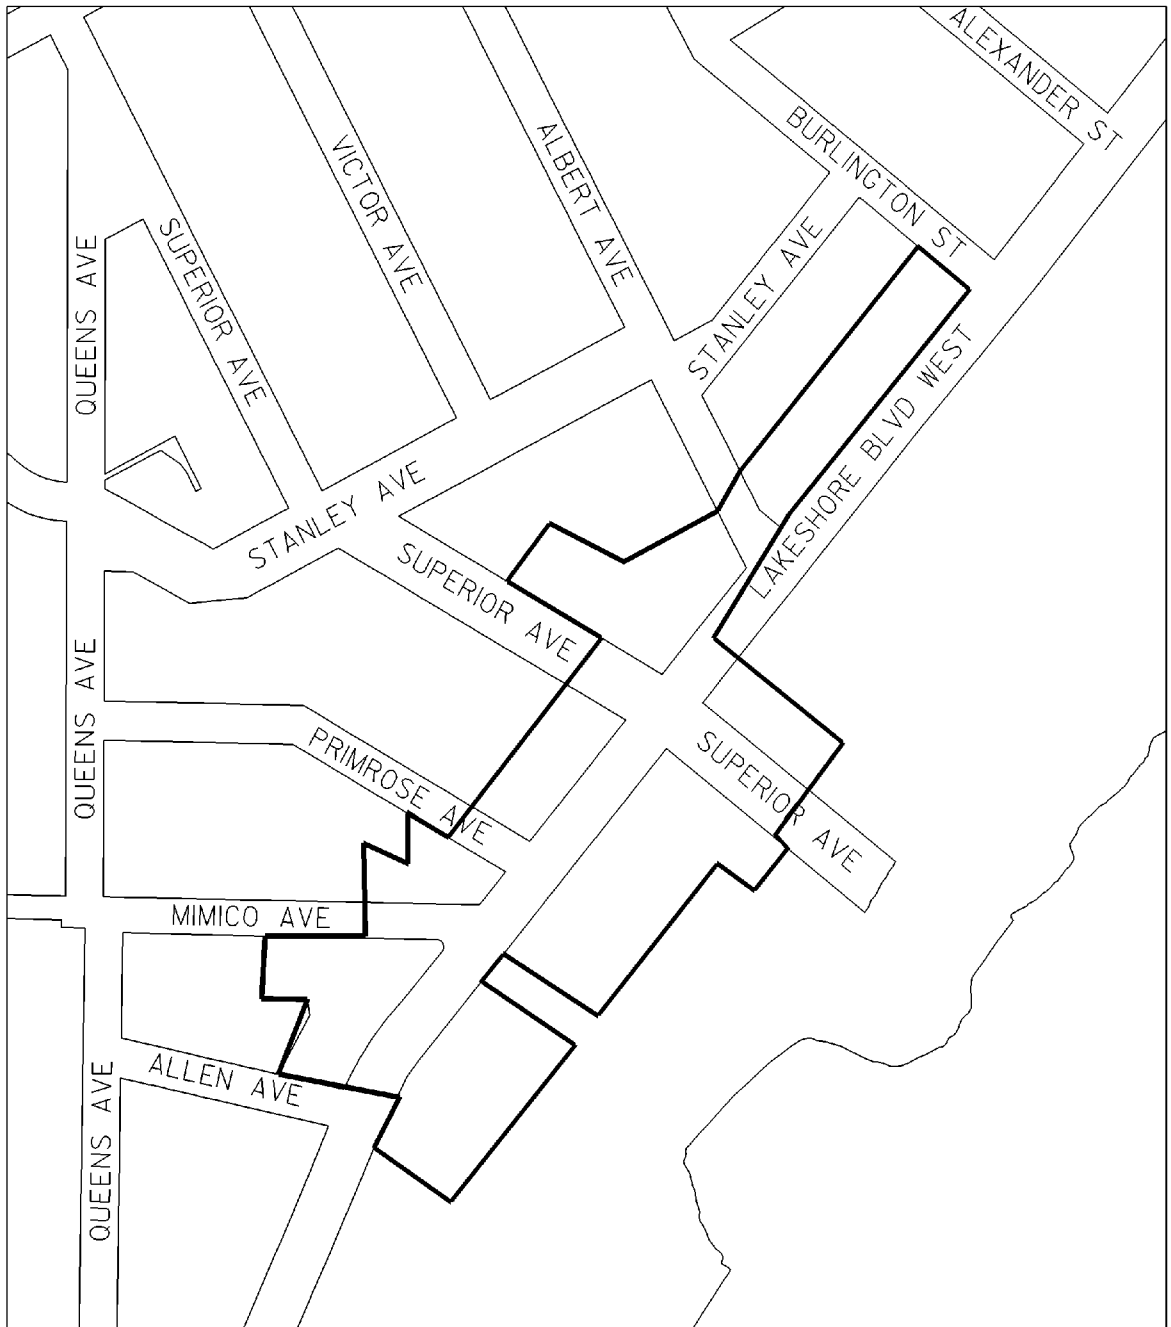 ALEXANDER ST
BURLINGTON ST
ALBERT AVE
VICTOR AVE
SUPERIOR AVE
QUEENS AVE
STANLEY AVE
LAKESHORE BLVD WEST
STANLEY AVE
SUPERIOR AVE
QUEENS AVE
PRIMROSE AVE
SUPERIOR AVE
MIMICO AVE
ALLEN AVE
QUEENS AVE